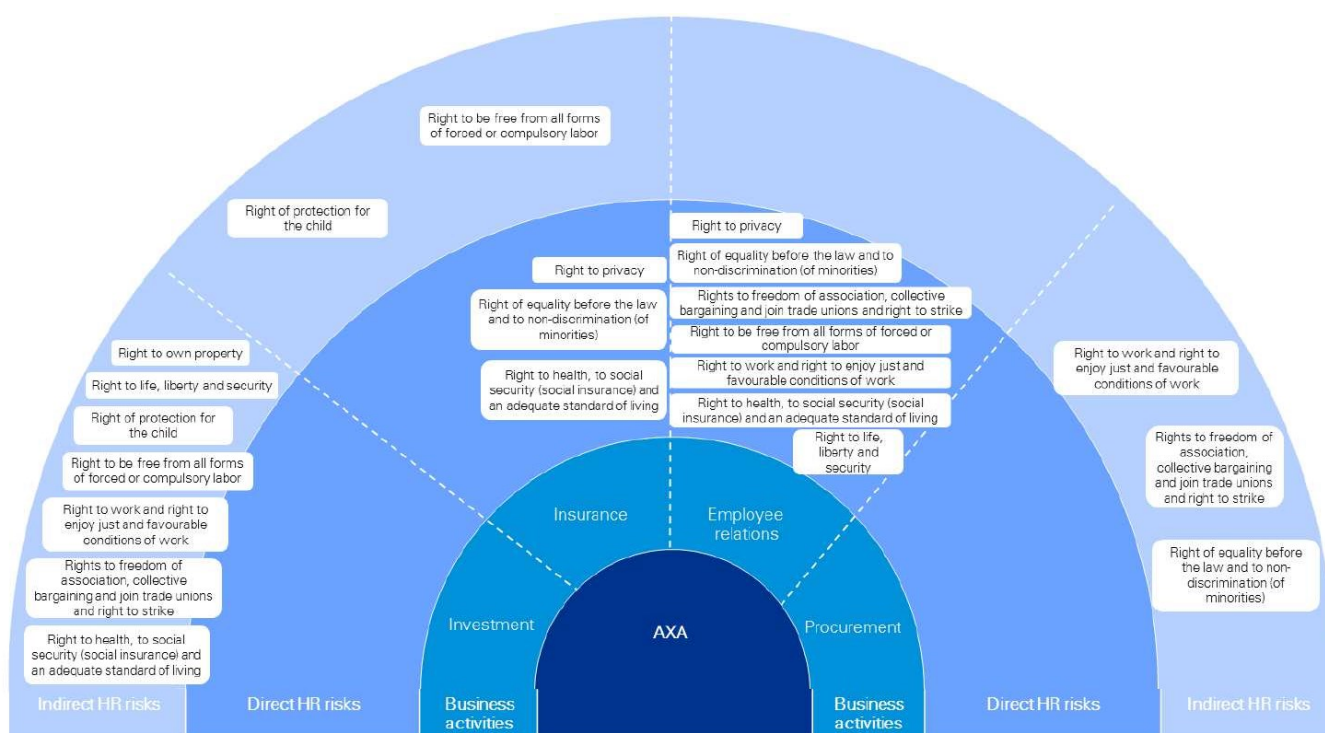 Right to be free from all forms
of forced or compulsory labor
Right of protection for
the child
Right to privacy
Right of equality before the law
and to non-discrimination (of
minorities)
Right to health, to social
security (social insurance) and
an adequate standard of living
Right to privacy
Right of equality before the law and to
non-discrimination (of minorities)
Rights to freedom of association, collective
bargaining and join trade unions and right to strike
Right to be free from all forms of forced or
compulsory labor
Right to work and right to enjoy just and
favourable conditions of work
Right to health, to social security (social
insurance) and an adequate standard of living
Right to life,
liberty and
security
Right to own property
Right to life, liberty and security
Right of protection for
the child
Right to be free from all forms
of forced or compulsory labor
Right to work and right to
enjoy just and favourable
conditions of work
Rights to freedom of
association, collective
bargaining and join trade unions
and right to strike
Right to health, to social
security (social insurance) and
an adequate standard of living
Right to work and right to
enjoy just and favourable
conditions of work
Rights to freedom of
association,
collective bargaining
and join trade unions
and right to strike
Right of equality before
the law and to non-
discrimination (of
minorities)
Insurance
Employee
relations
Investment
AXA
Procurement
Indirect HR risks
Direct HR risks
Business
activities
Business
activities
Direct HR risks
Indirect HR risks